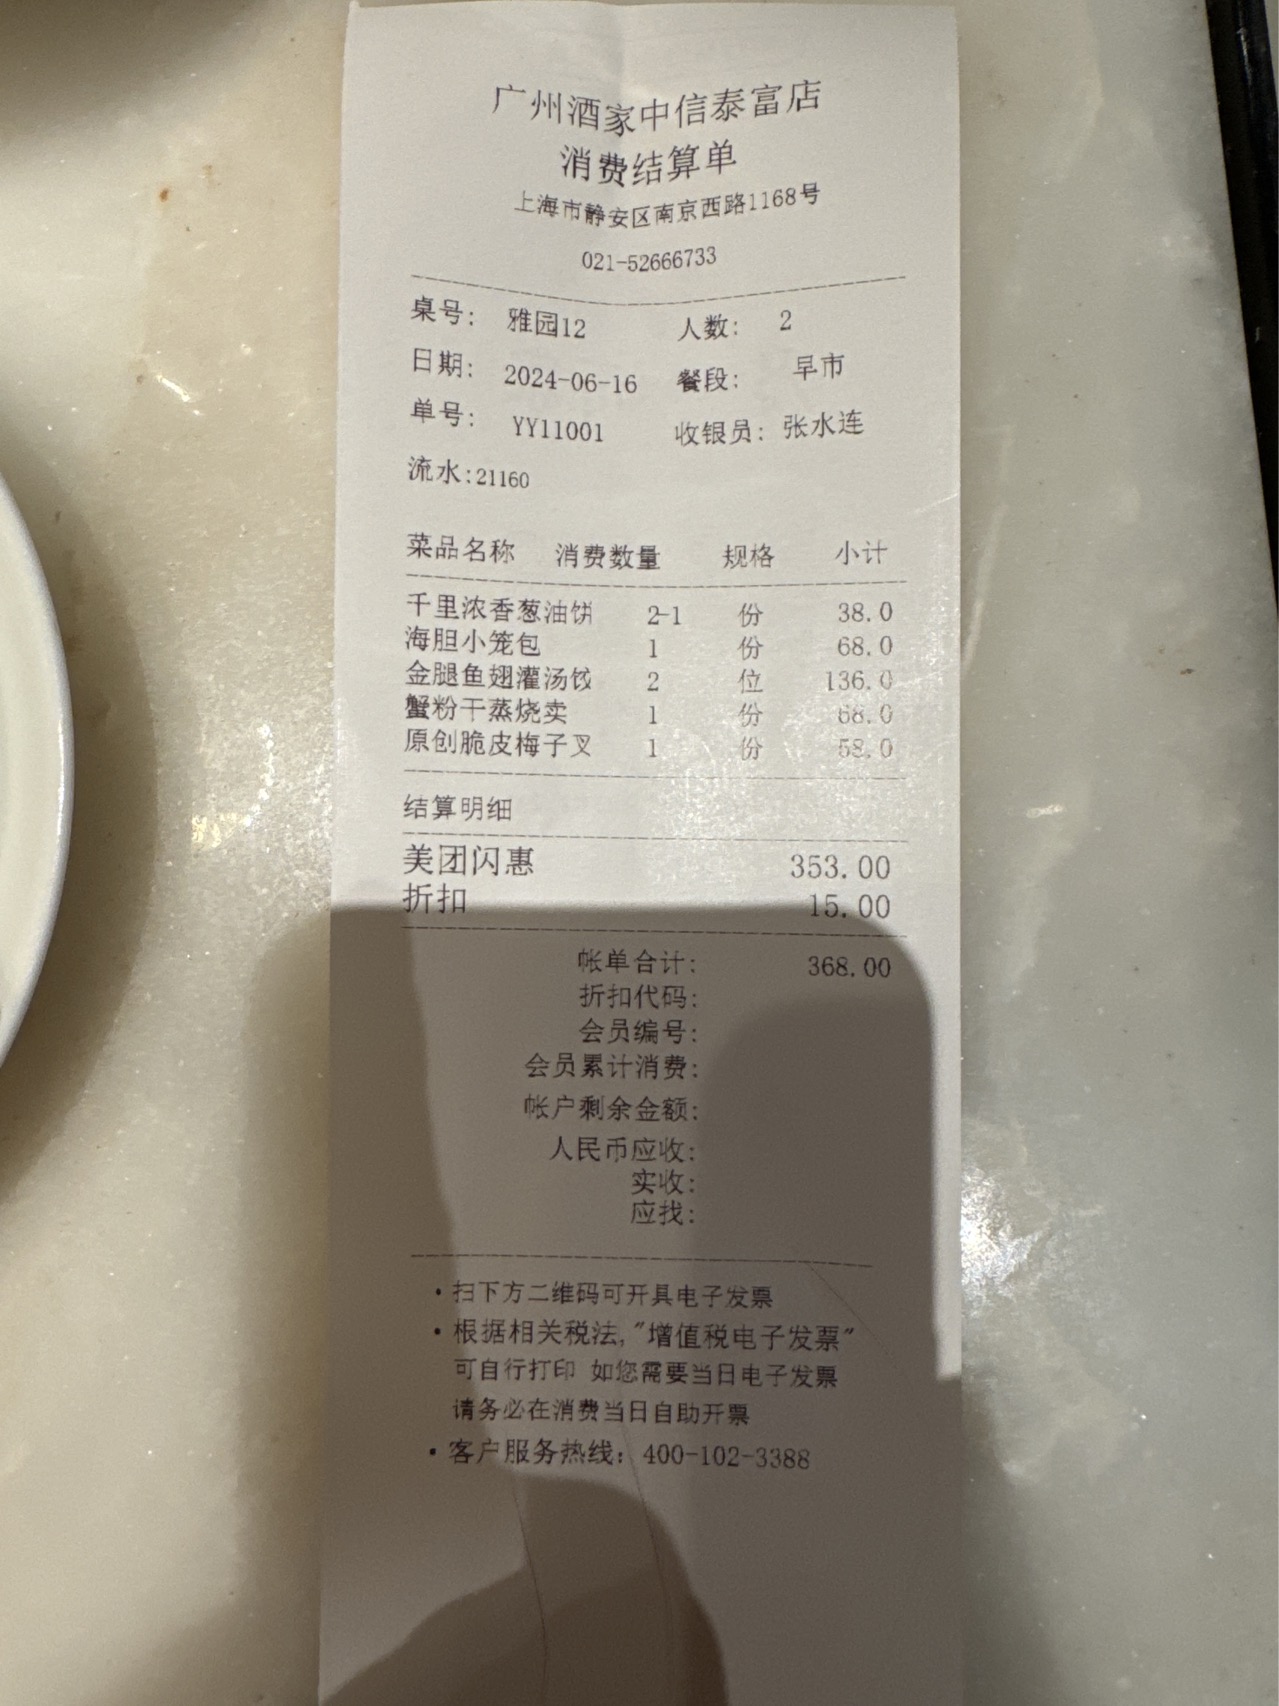 广州酒家中信泰富店
消费结算单
上海市静安区南京西路1168号
021-52666733
桌号: 雅园12 人数: 2
日期: 2024-06-16 餐段: 早市
单号: YY11001 收银员: 张水连
流水:21160
菜品名称 消费数量 规格 小计
千里浓香葱油饼 2-1 份 38.0
海胆小笼包 1 份 68.0
金腿鱼翅灌汤饺 2 位 136.0
蟹粉干蒸烧卖 1 份 68.0
原创脆皮梅子叉 1 份 58.0
结算明细
美团闪惠 353.00
折扣 15.00
帐单合计: 368.00
折扣代码:
会员编号:
会员累计消费:
帐户剩余金额:
人民币应收:
实收:
应找:
·扫下方二维码可开具电子发票
·根据相关税法,"增值税电子发票"
可自行打印 如您需要当日电子发票
请务必在消费当日自助开票
·客户服务热线: 400-102-3388